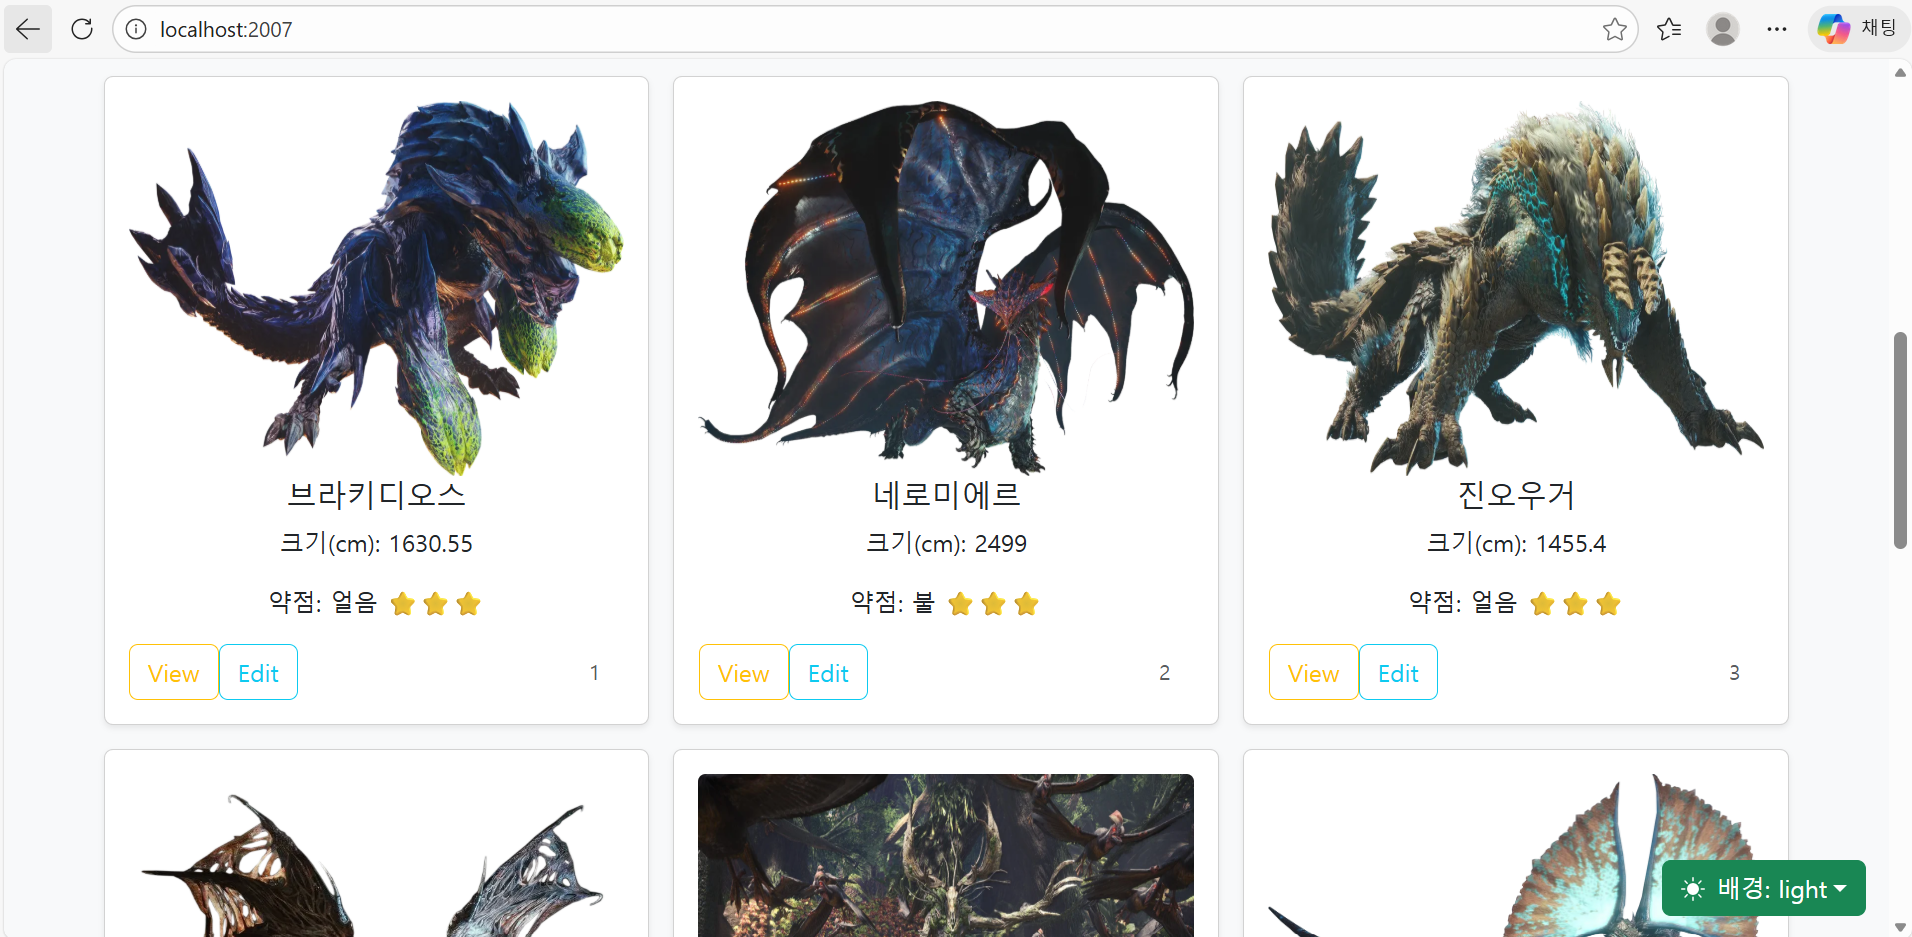 localhost:2007
채팅
브라키디오스
크기(cm): 1630.55
약점: 얼음 ⭐⭐⭐
View Edit 1
네로미에르
크기(cm): 2499
약점: 불 ⭐⭐⭐
View Edit 2
진오우거
크기(cm): 1455.4
약점: 얼음 ⭐⭐⭐
View Edit 3
배경: light